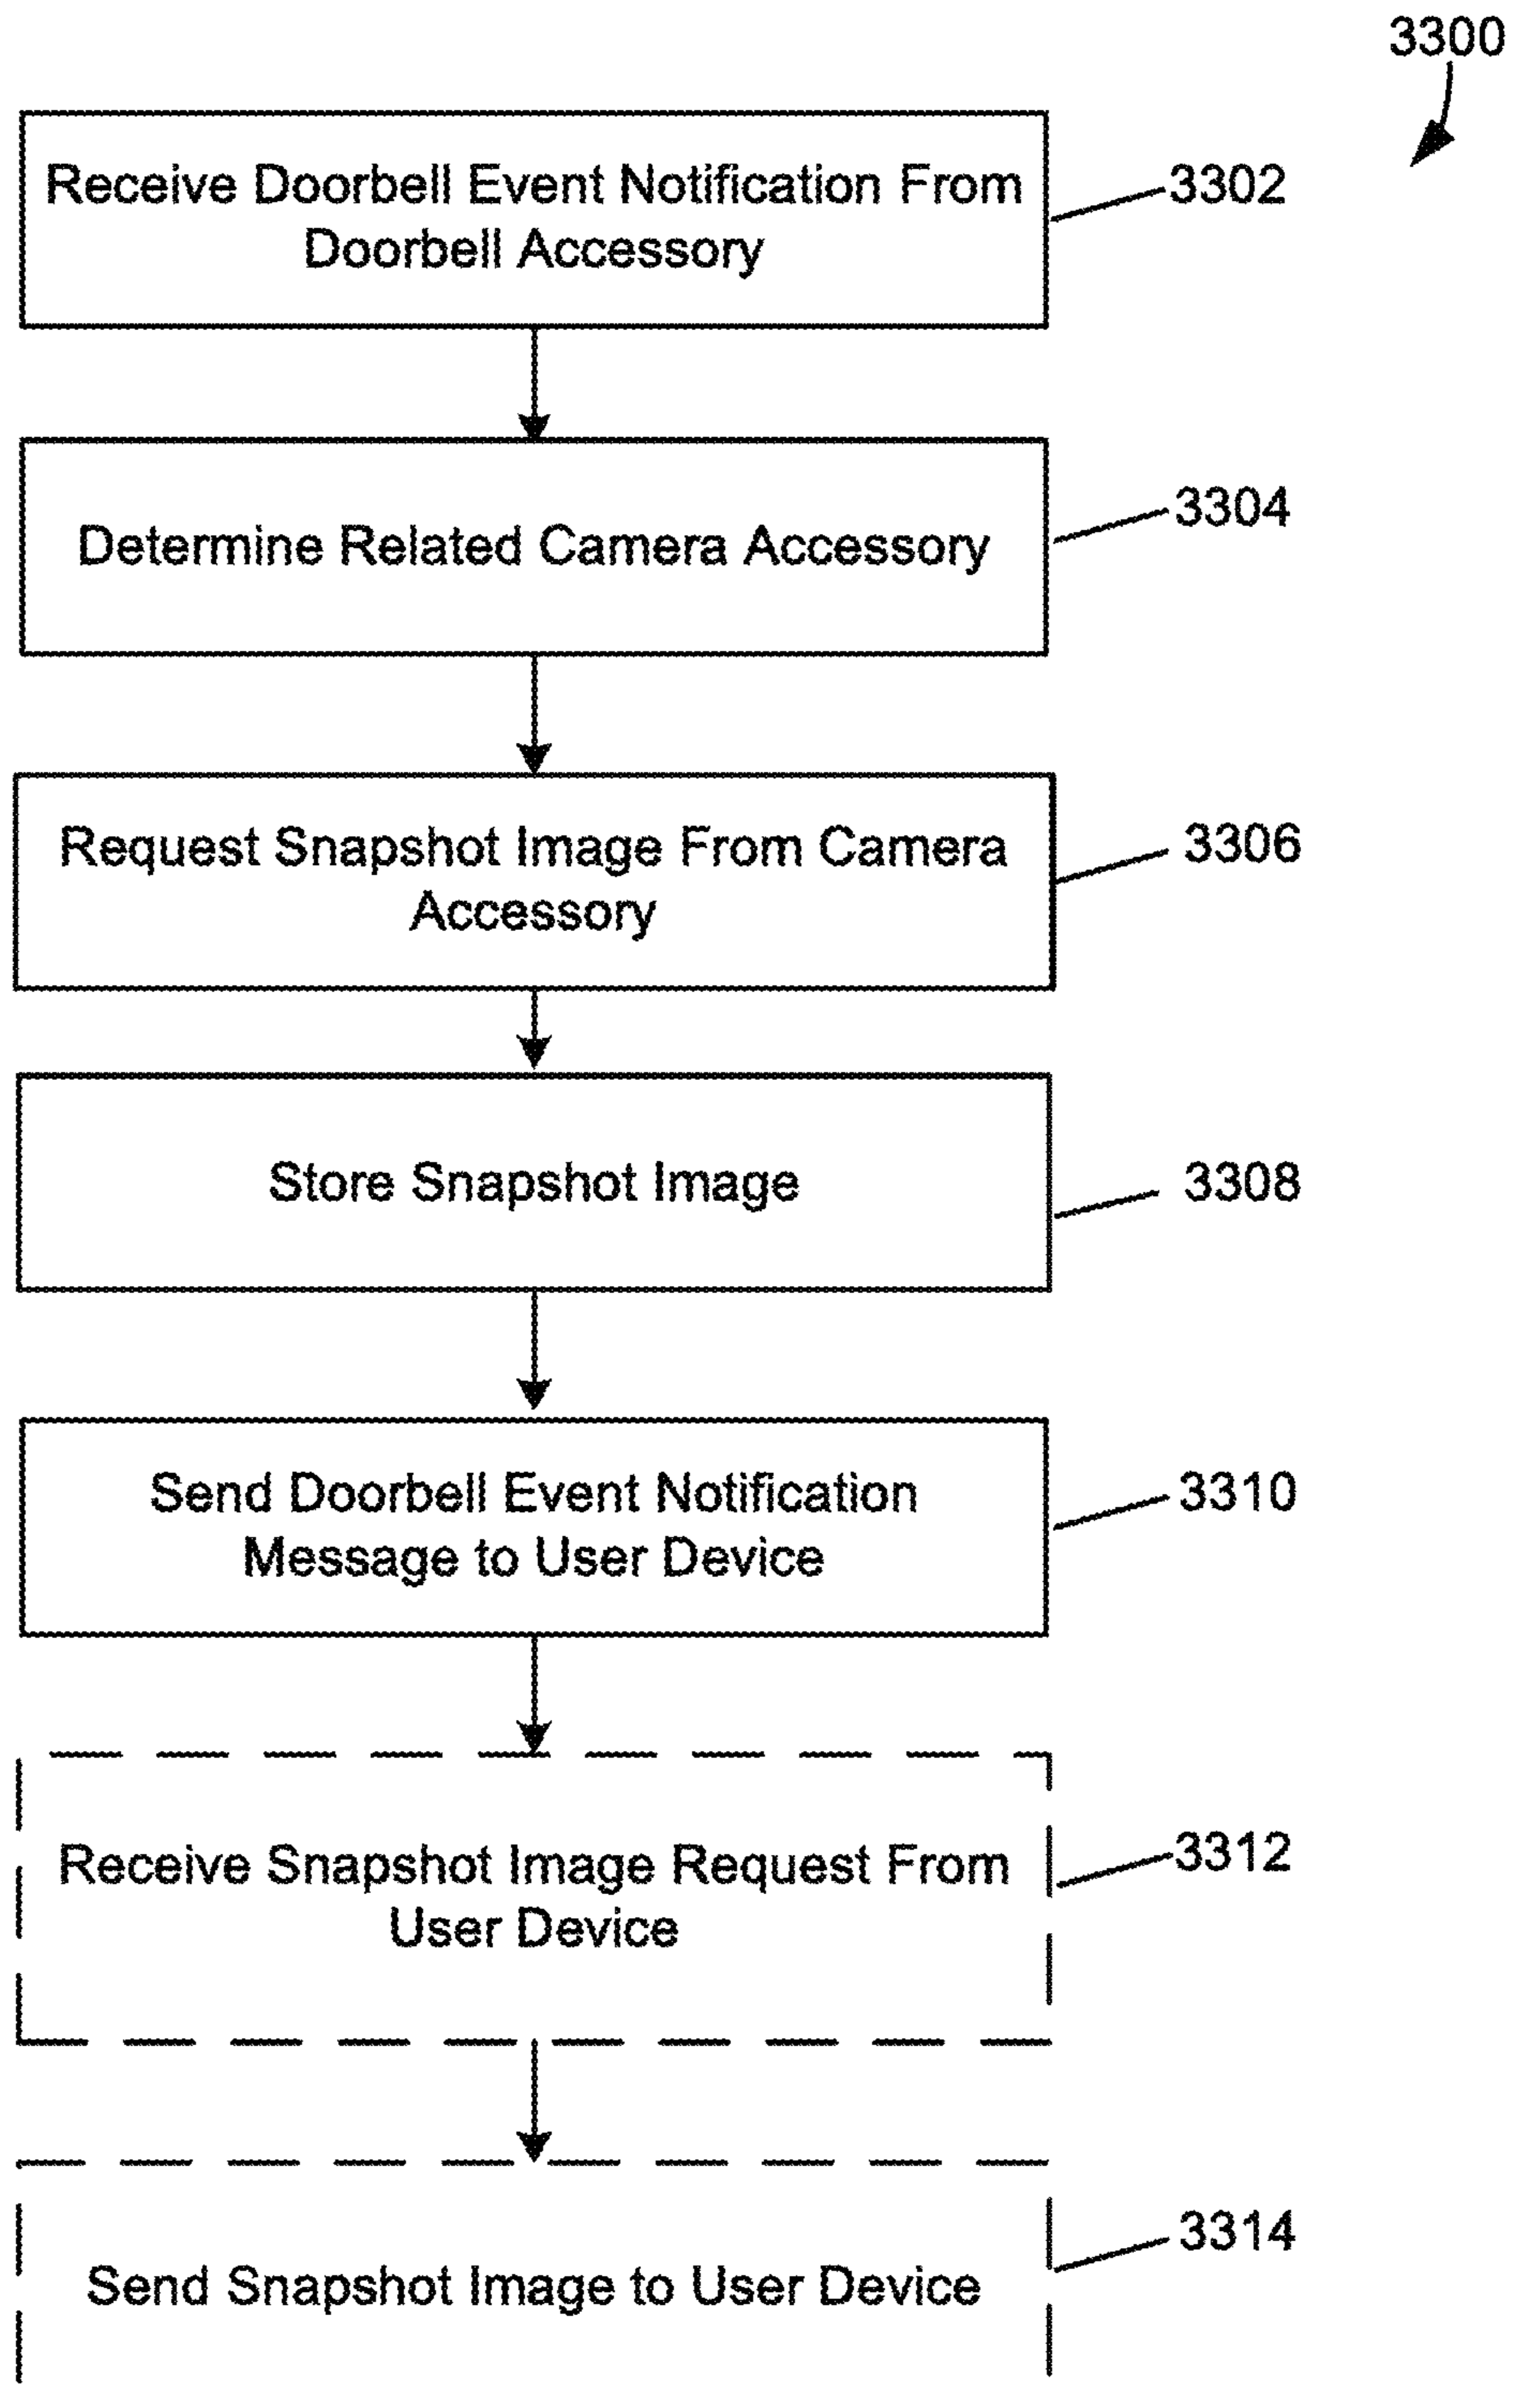 3300
Receive Doorbell Event Notification From
Doorbell Accessory
3302
Determine Related Camera Accessory
3304
Request Snapshot Image From Camera
Accessory
3306
Store Snapshot Image
3308
Send Doorbell Event Notification
Message to User Device
3310
Receive Snapshot Image Request From
User Device
3312
Send Snapshot Image to User Device
3314